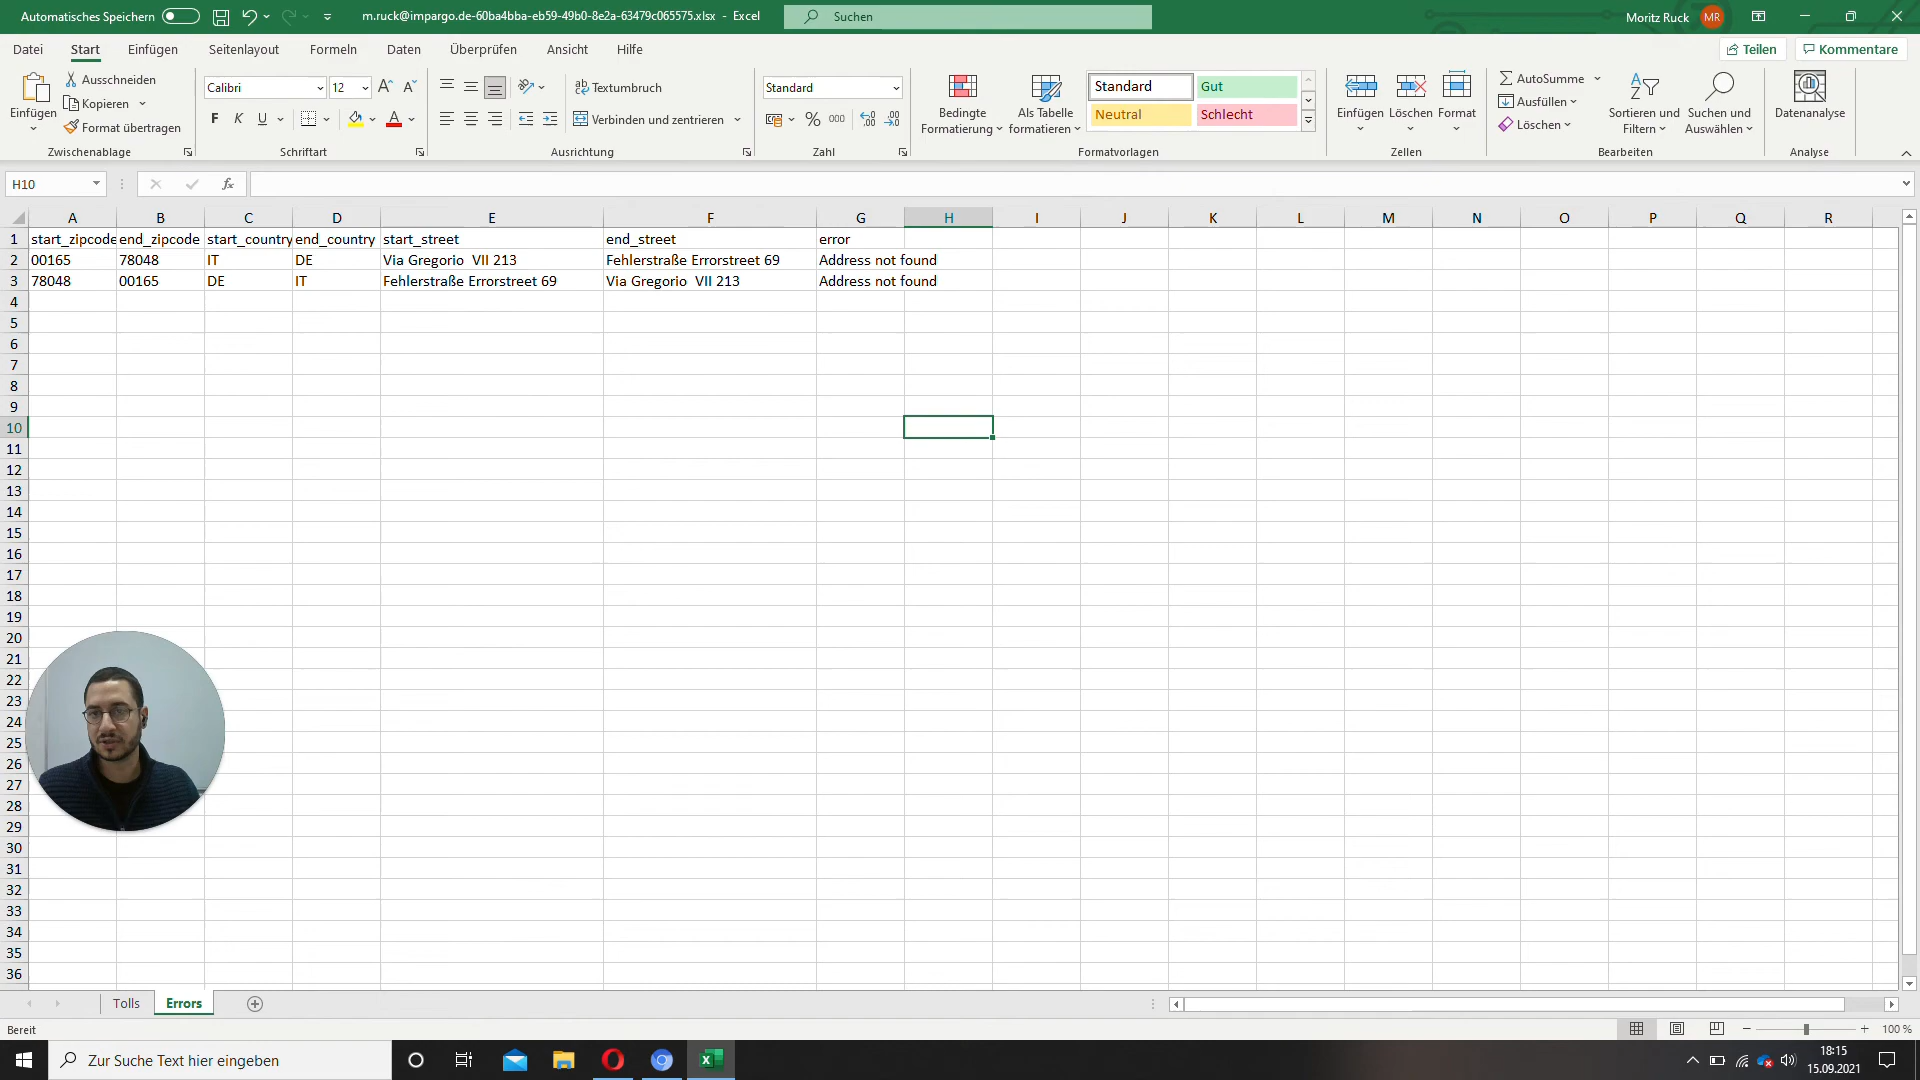 Automatisches Speichern
m.ruck@impargo.de-60ba4bba-eb59-49b0-8e2a-63479c065575.xlsx - Excel
Suchen
Moritz Ruck MR
Datei Start Einfügen Seitenlayout Formeln Daten Überprüfen Ansicht Hilfe
Teilen Kommentare
Einfügen
Ausschneiden
Kopieren
Format übertragen
Zwischenablage
Calibri 12
F K U
Schriftart
Textumbruch
Verbinden und zentrieren
Ausrichtung
Standard
% 000
Zahl
Bedingte Formatierung
Als Tabelle formatieren
Standard Gut
Neutral Schlecht
Formatvorlagen
Einfügen Löschen Format
Zellen
AutoSumme
Ausfüllen
Löschen
Sortieren und Filtern
Suchen und Auswählen
Bearbeiten
Datenanalyse
Analyse
H10
fx
A B C D E F G H I J K L M N O P Q R
1 start_zipcode end_zipcode start_country end_country start_street end_street error
2 00165 78048 IT DE Via Gregorio VII 213 Fehlerstraße Errorstreet 69 Address not found
3 78048 00165 DE IT Fehlerstraße Errorstreet 69 Via Gregorio VII 213 Address not found
4
5
6
7
8
9
10
11
12
13
14
15
16
17
18
19
20
21
22
23
24
25
26
27
28
29
30
31
32
33
34
35
36
Tolls Errors
Bereit
100 %
Zur Suche Text hier eingeben
18:15
15.09.2021